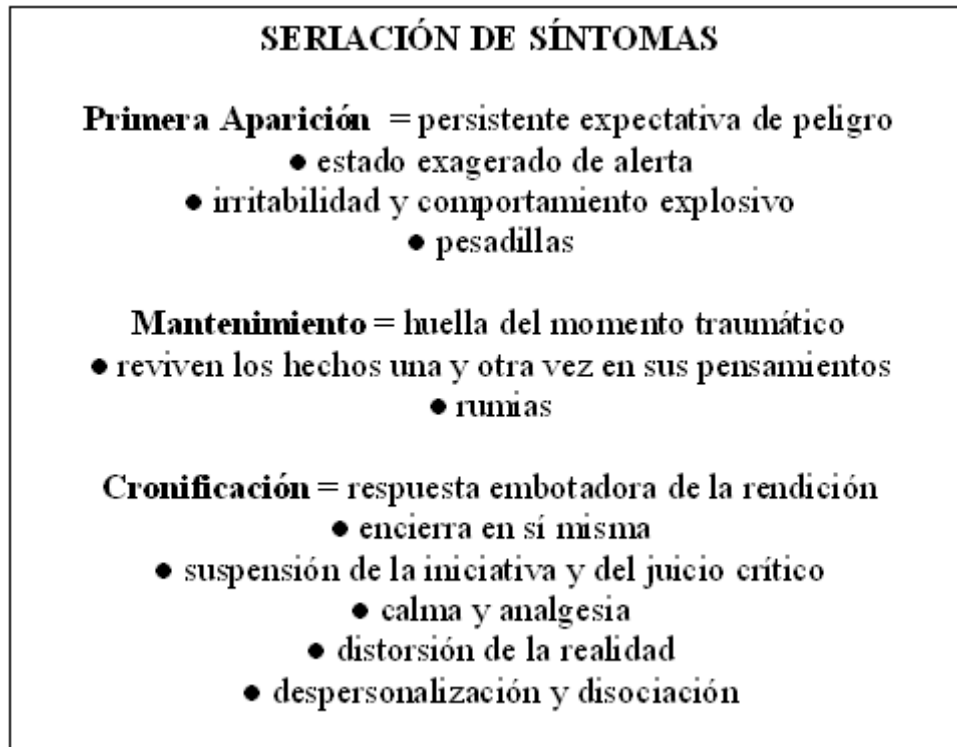 SERIACIÓN DE SÍNTOMAS
Primera Aparición = persistente expectativa de peligro
● estado exagerado de alerta
● irritabilidad y comportamiento explosivo
● pesadillas
Mantenimiento = huella del momento traumático
● reviven los hechos una y otra vez en sus pensamientos
● rumias
Cronificación = respuesta embotadora de la rendición
● encierra en sí misma
● suspensión de la iniciativa y del juicio crítico
● calma y analgesia
● distorsión de la realidad
● despersonalización y disociación